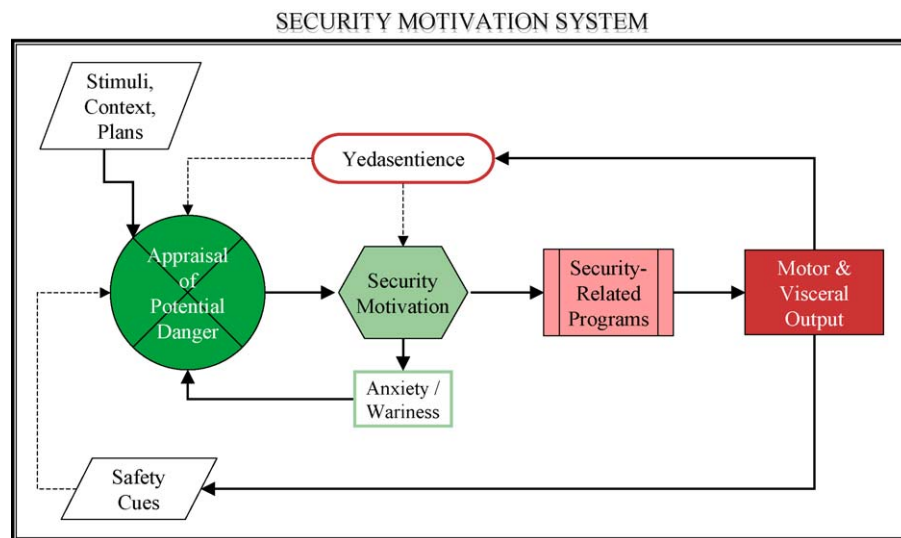 SECURITY MOTIVATION SYSTEM
Stimuli,
Context,
Plans
Yedasentience
Appraisal
of
Potential
Danger
Security
Motivation
Security-
Related
Programs
Motor &
Visceral
Output
Anxiety /
Wariness
Safety
Cues